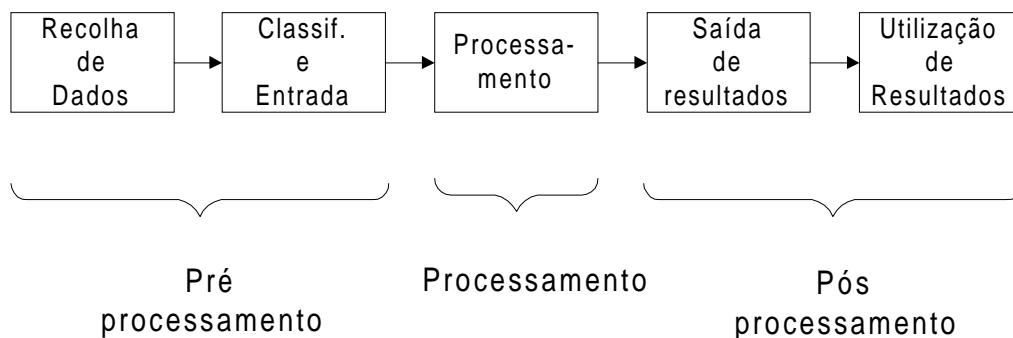 Recolha
de
Dados
Classif.
e
Entrada
Processa-
mento
Saída
de
resultados
Utilização
de
Resultados
Pré
processamento
Processamento
Pós
processamento